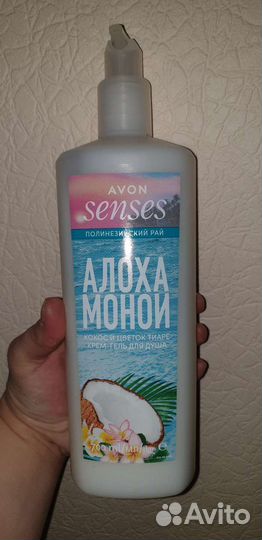 AVON
senses
ПОЛИНЕЗИЙСКИЙ РАЙ
АЛОХА
МОНОИ
КОКОС И ЦВЕТОК ТИАРЕ
КРЕМ-ГЕЛЬ ДЛЯ ДУША
Avito